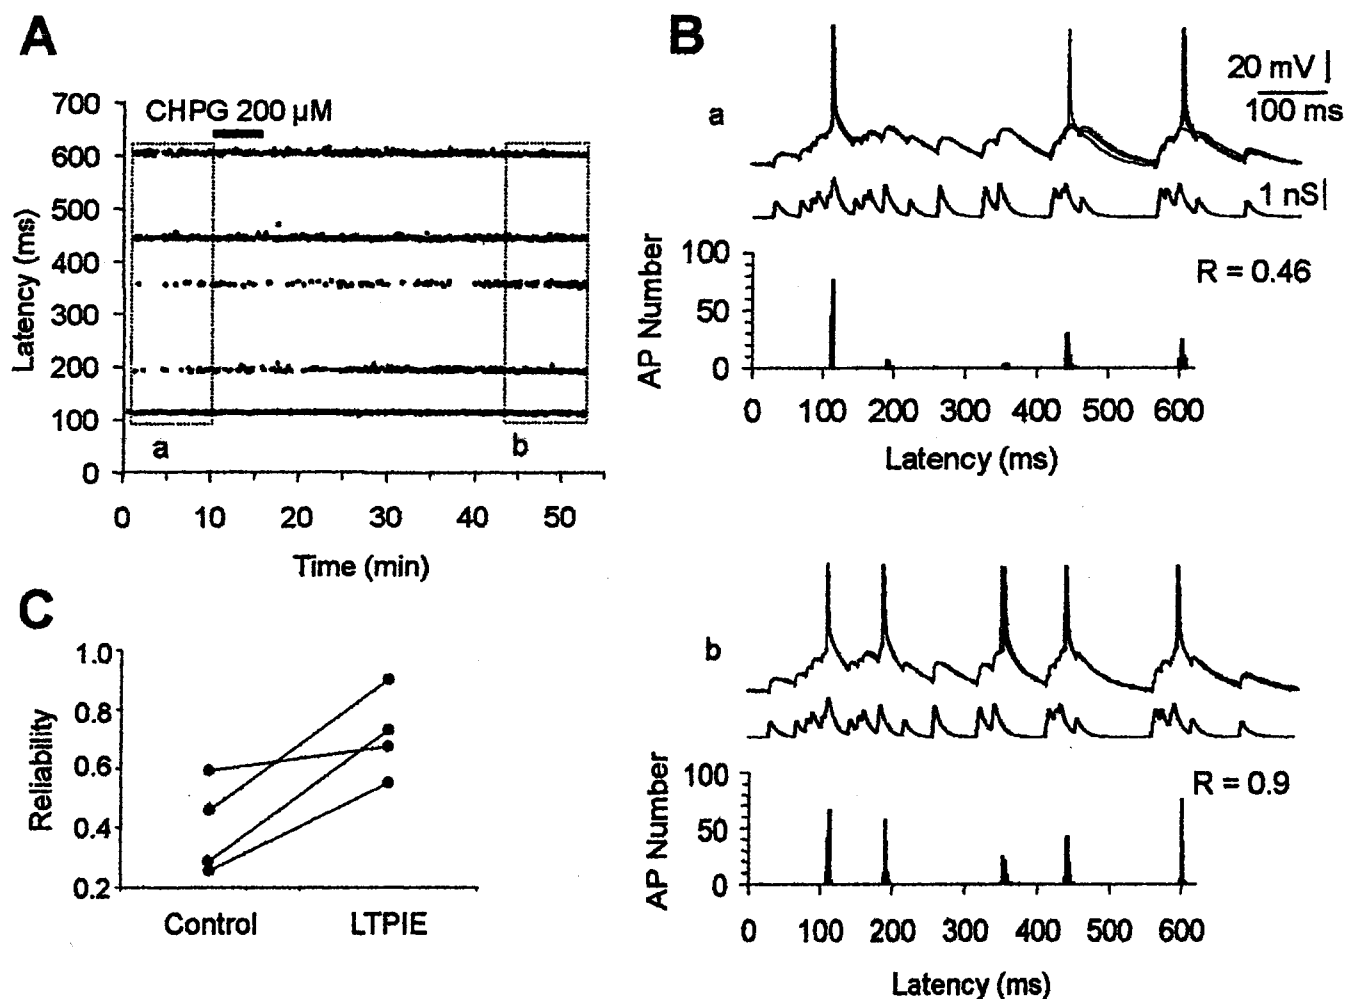 A
CHPG 200 µM
700
600
500
400
300
200
100
0
Latency (ms)
a
b
0 10 20 30 40 50
Time (min)
B
a
20 mV
100 ms
1 nS
R = 0.46
100
50
0
AP Number
0 100 200 300 400 500 600
Latency (ms)
b
R = 0.9
100
50
0
AP Number
0 100 200 300 400 500 600
Latency (ms)
C
1.0
0.8
0.6
0.4
0.2
Reliability
Control LTPIE